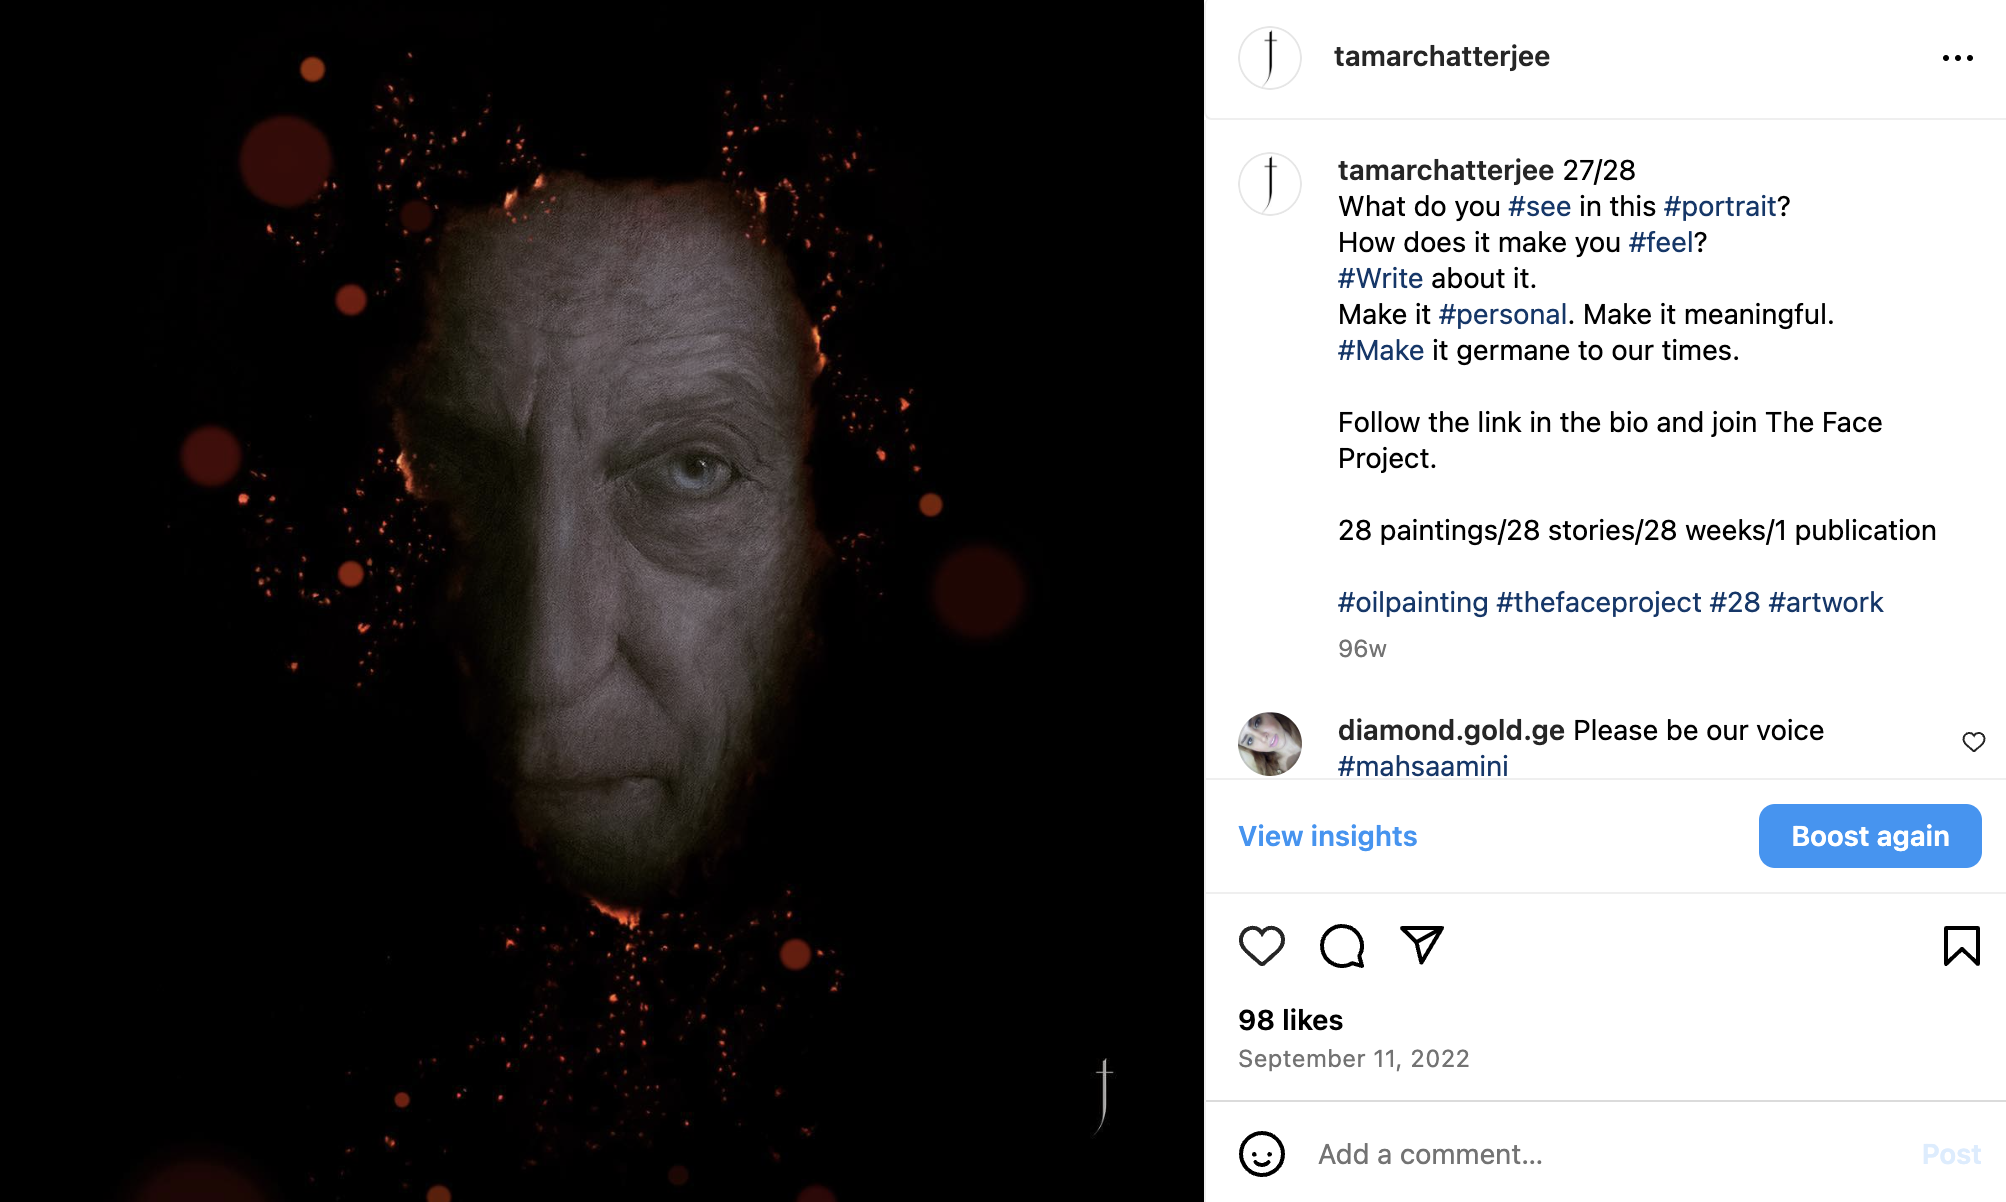 tamarchatterjee
tamarchatterjee 27/28
What do you #see in this #portrait?
How does it make you #feel?
#Write about it.
Make it #personal. Make it meaningful.
#Make it germane to our times.
Follow the link in the bio and join The Face
Project.
28 paintings/28 stories/28 weeks/1 publication
#oilpainting #thefaceproject #28 #artwork
96w
diamond.gold.ge Please be our voice
#mahsaamini
View insights
Boost again
98 likes
September 11, 2022
Add a comment...
Post